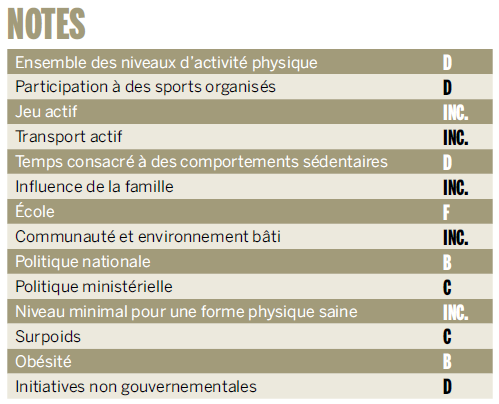 NOTES
Ensemble des niveaux d'activité physique D
Participation à des sports organisés D
Jeu actif INC.
Transport actif INC.
Temps consacré à des comportements sédentaires D
Influence de la famille INC.
École F
Communauté et environnement bâti INC.
Politique nationale B
Politique ministérielle C
Niveau minimal pour une forme physique saine INC.
Surpoids C
Obésité B
Initiatives non gouvernementales D